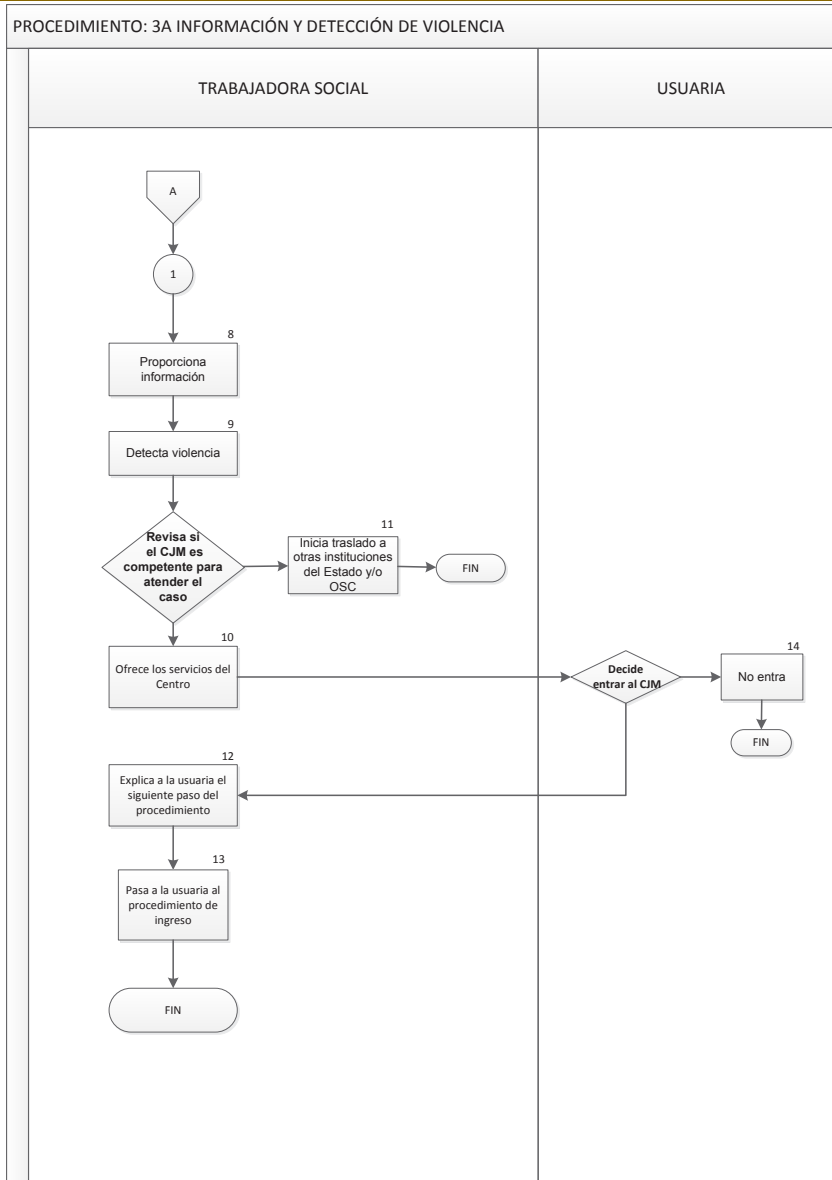 PROCEDIMIENTO: 3A INFORMACIÓN Y DETECCIÓN DE VIOLENCIA
TRABAJADORA SOCIAL
USUARIA
A
1
8
Proporciona
información
9
Detecta violencia
Revisa si
el CJM es
competente para
atender el
caso
11
Inicia traslado a
otras instituciones
del Estado y/o
OSC
FIN
10
Ofrece los servicios del
Centro
Decide
entrar al CJM
14
No entra
FIN
12
Explica a la usuaria el
siguiente paso del
procedimiento
13
Pasa a la usuaria al
procedimiento de
ingreso
FIN